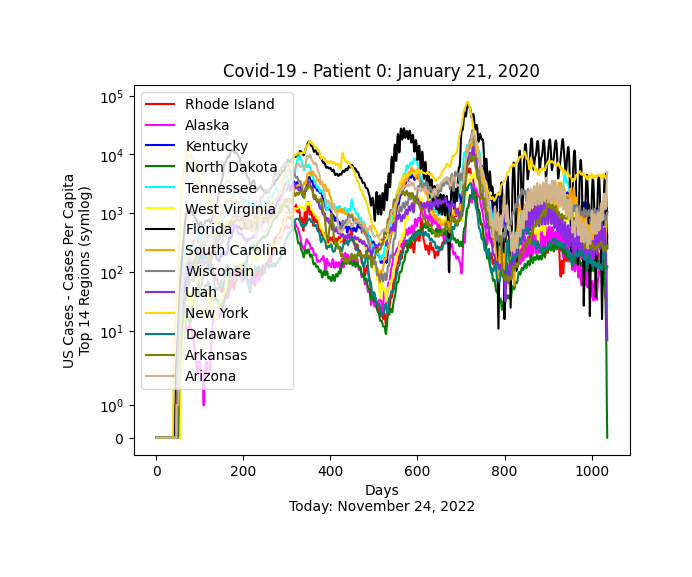 Covid-19 - Patient 0: January 21, 2020
US Cases - Cases Per Capita
Top 14 Regions (symlog)
10^5
10^4
10^3
10^2
10^1
10^0
0
Rhode Island
Alaska
Kentucky
North Dakota
Tennessee
West Virginia
Florida
South Carolina
Wisconsin
Utah
New York
Delaware
Arkansas
Arizona
0 200 400 600 800 1000
Days
Today: November 24, 2022